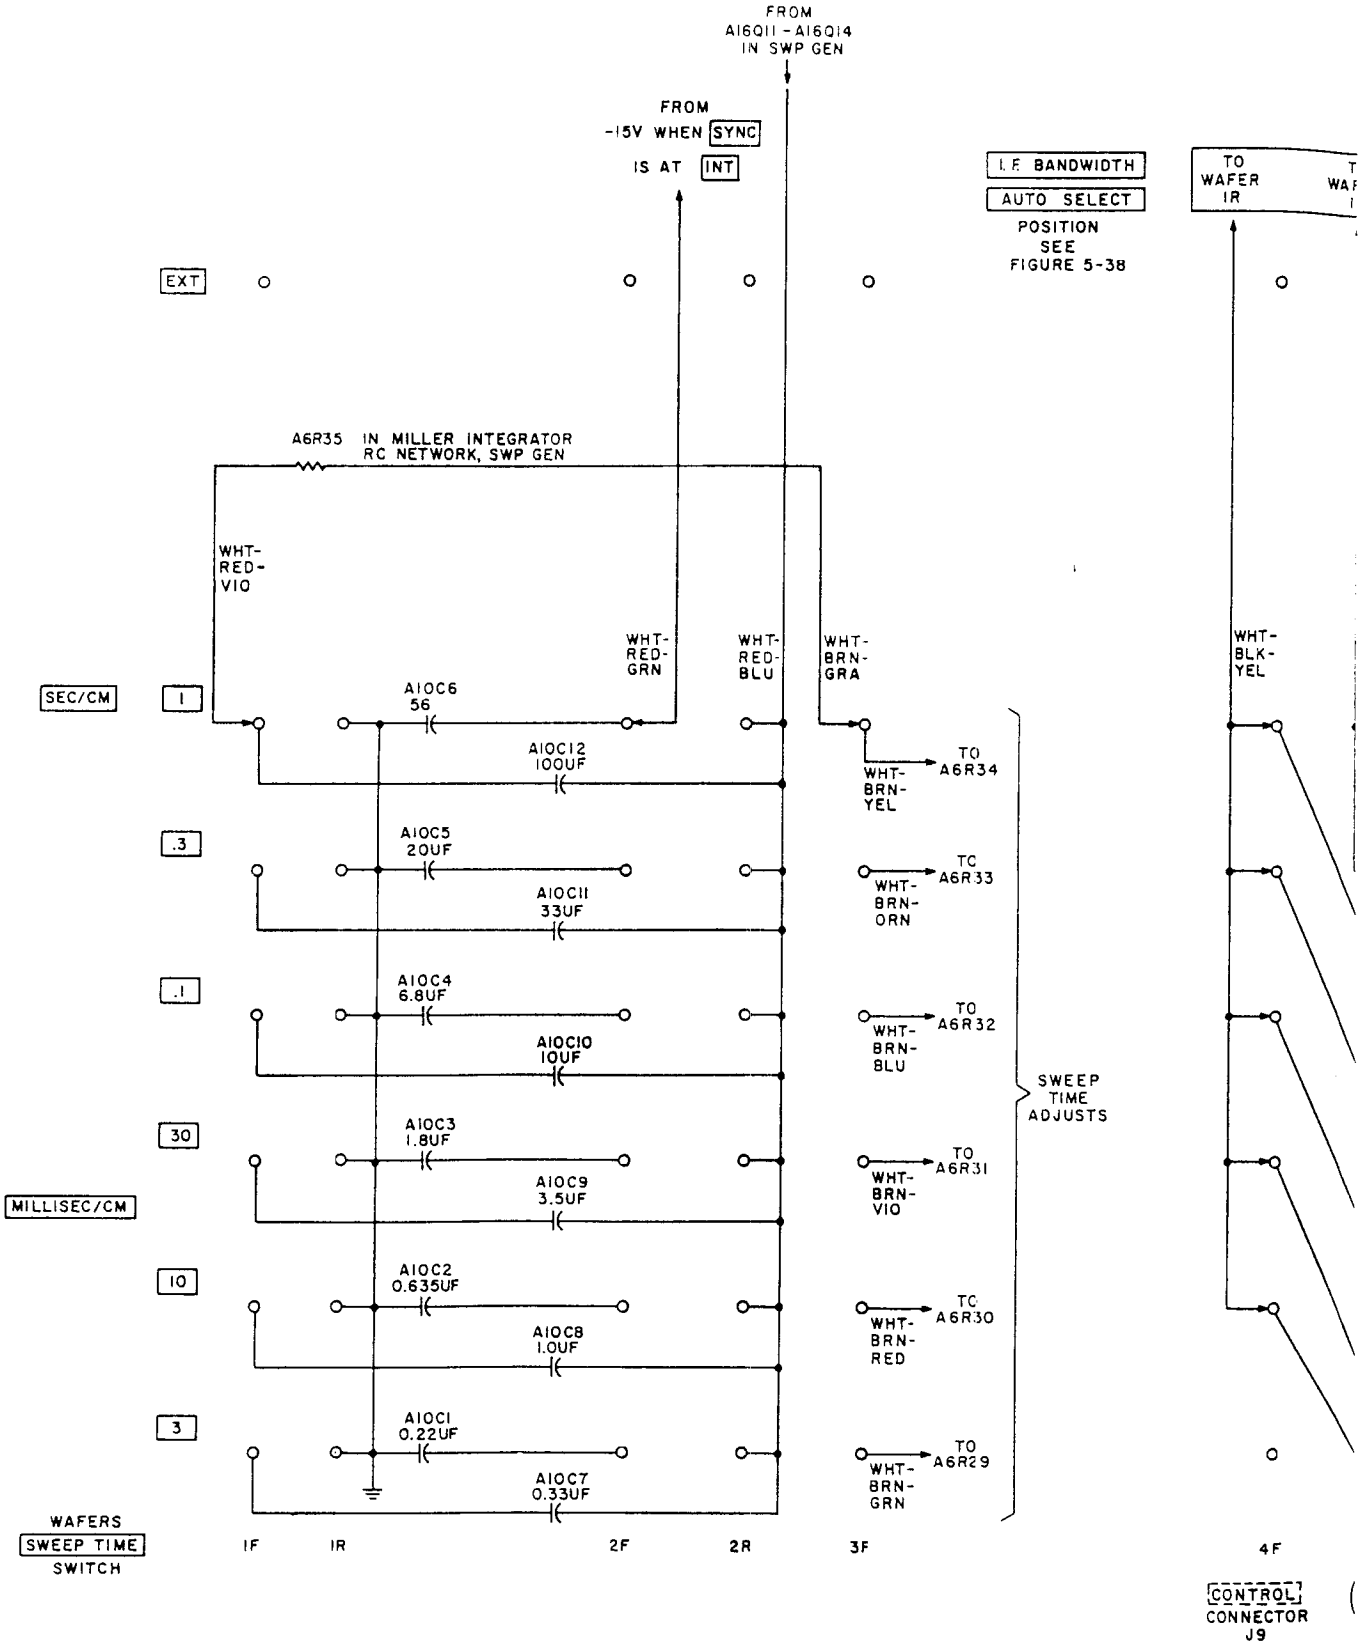 FROM
A16Q11-A16Q14
IN SWP GEN
FROM
-15V WHEN SYNC
IS AT INT
I.F. BANDWIDTH
AUTO SELECT
POSITION
SEE
FIGURE 5-38
TO
WAFER
1R
EXT
A6R35 IN MILLER INTEGRATOR
RC NETWORK, SWP GEN
WHT-
RED-
VIO
WHT-
RED-
GRN
WHT-
RED-
BLU
WHT-
BRN-
GRA
WHT-
BLK-
YEL
SEC/CM
1
A10C6
56
A10C12
100UF
TO
A6R34
WHT-
BRN-
YEL
.3
A10C5
20UF
A10C11
33UF
TO
A6R33
WHT-
BRN-
ORN
.1
A10C4
6.8UF
A10C10
10UF
TO
A6R32
WHT-
BRN-
BLU
SWEEP
TIME
ADJUSTS
30
A10C3
1.8UF
A10C9
3.5UF
TO
A6R31
WHT-
BRN-
VIO
MILLISEC/CM
10
A10C2
0.635UF
A10C8
1.0UF
TO
A6R30
WHT-
BRN-
RED
3
A10C1
0.22UF
A10C7
0.33UF
TO
A6R29
WHT-
BRN-
GRN
WAFERS
SWEEP TIME
SWITCH
1F 1R 2F 2R 3F 4F
CONTROL
CONNECTOR
J9